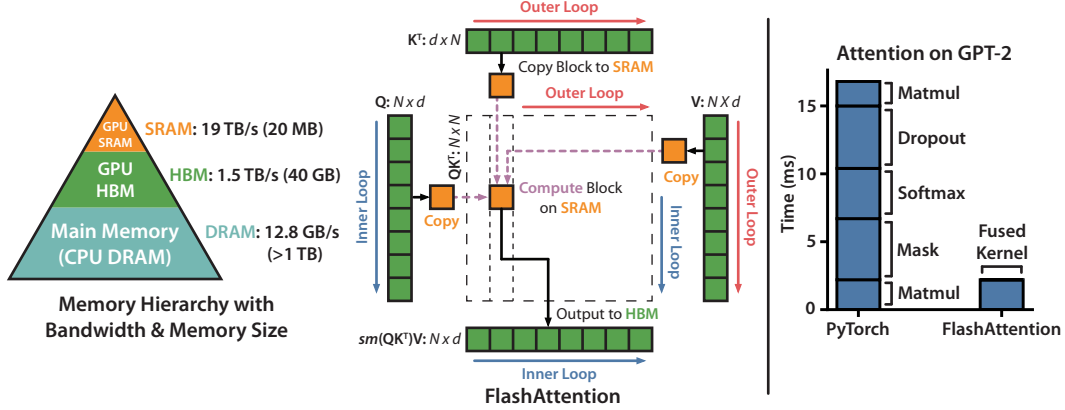 GPU
SRAM
GPU
HBM
Main Memory
(CPU DRAM)
SRAM: 19 TB/s (20 MB)
HBM: 1.5 TB/s (40 GB)
DRAM: 12.8 GB/s
(>1 TB)
Memory Hierarchy with
Bandwidth & Memory Size
Outer Loop
Kᵀ: d x N
Copy Block to SRAM
Outer Loop
Q: N x d
V: N X d
QKᵀ: N x N
Inner Loop
Copy
Compute Block
on SRAM
Copy
Inner Loop
Outer Loop
Output to HBM
sm(QKᵀ)V: N x d
Inner Loop
FlashAttention
Attention on GPT-2
Time (ms)
15
10
5
0
Matmul
Dropout
Softmax
Mask
Matmul
Fused
Kernel
PyTorch
FlashAttention